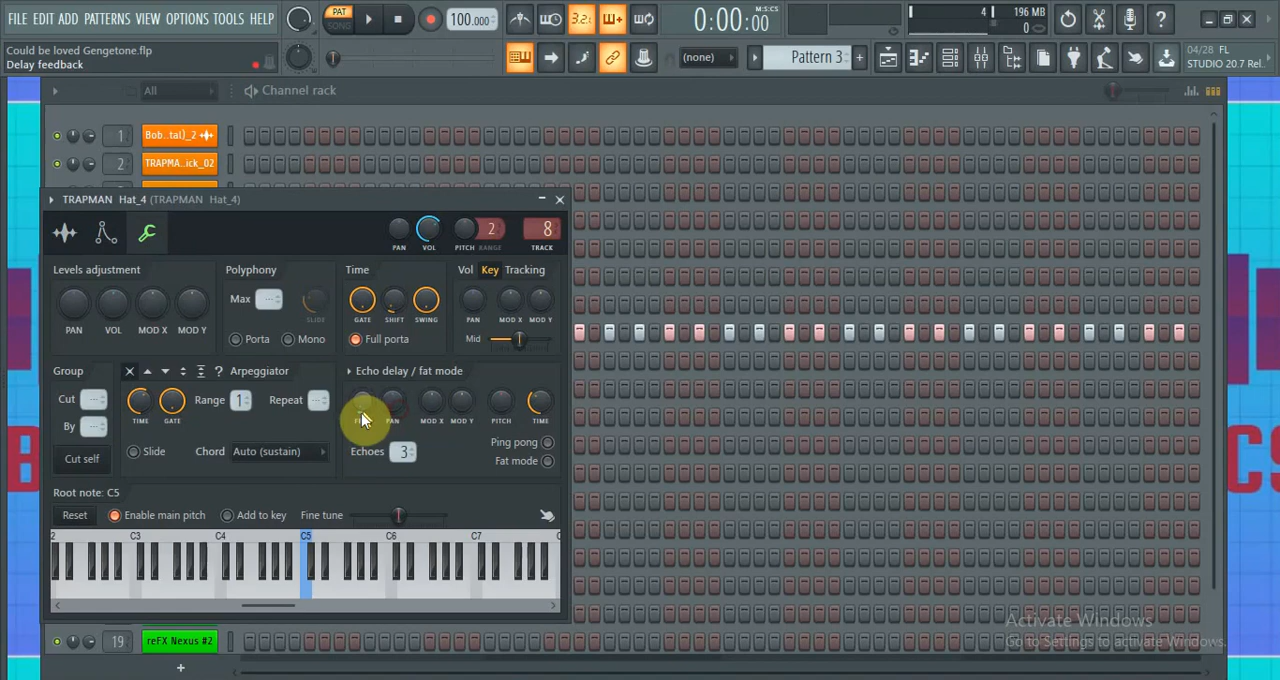 FILE EDIT ADD PATTERNS VIEW OPTIONS TOOLS HELP
PAT
SONG
100.000
3.2
0:00:00
M:S:CS
4
196 MB
0
Could be loved Gengetone.flp
Delay feedback
(none)
Pattern 3
+
04/28 FL
STUDIO 20.7 Rel..
All
Channel rack
1
Bob...tal)_2
2
TRAPMA...ick_02
TRAPMAN Hat_4 (TRAPMAN Hat_4)
PAN
VOL
PITCH
RANGE
2
8
TRACK
Levels adjustment
PAN
VOL
MOD X
MOD Y
Polyphony
Max
SLIDE
Porta
Mono
Time
GATE
SHIFT
SWING
Full porta
Vol Key Tracking
PAN
MOD X
MOD Y
Mid
Group
Cut
By
Cut self
Arpeggiator
TIME
GATE
Range
1
Repeat
Slide
Chord
Auto (sustain)
Echo delay / fat mode
PAN
MOD X
MOD Y
PITCH
TIME
Echoes
3
Ping pong
Fat mode
Root note: C5
Reset
Enable main pitch
Add to key
Fine tune
2
C3
C4
C5
C6
C7
19
reFX Nexus #2
+
Activate Windows
Go to Settings to activate Windows.